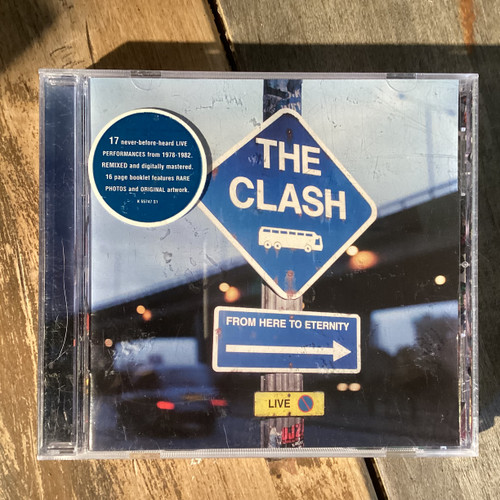 17 never-before-heard LIVE
PERFORMANCES from 1978-1982.
REMIXED and digitally mastered.
16 page booklet features RARE
PHOTOS and ORIGINAL artwork.
THE
CLASH
FROM HERE TO ETERNITY
LIVE